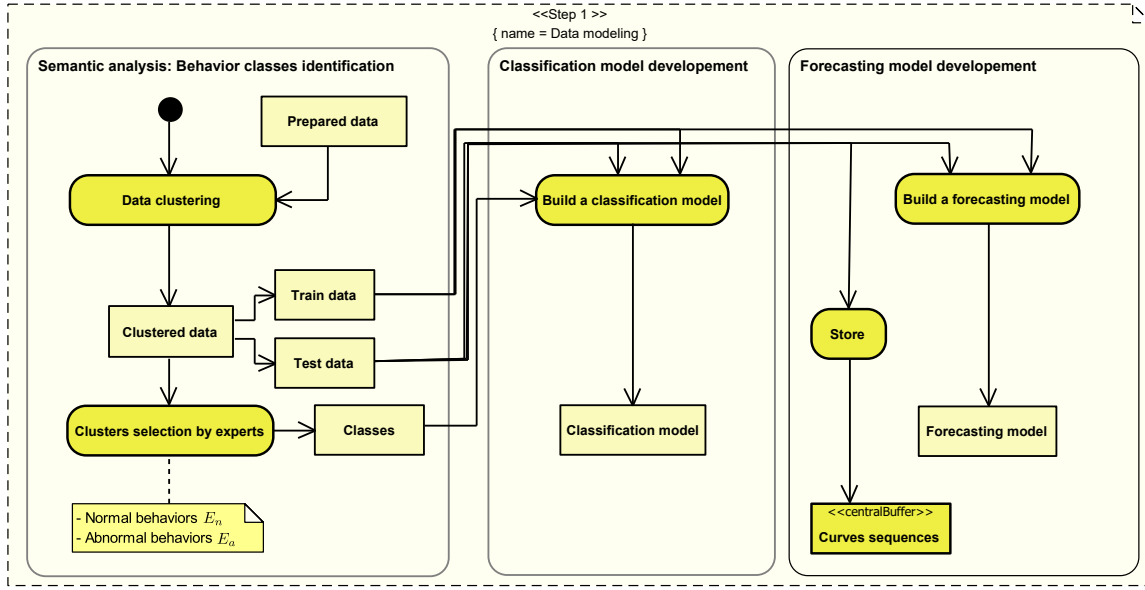 <<Step 1 >>
{ name = Data modeling }
Semantic analysis: Behavior classes identification
Classification model developement
Forecasting model developement
Prepared data
Data clustering
Build a classification model
Build a forecasting model
Train data
Clustered data
Test data
Store
Clusters selection by experts
Classes
Classification model
Forecasting model
- Normal behaviors Eₙ
- Abnormal behaviors Eₐ
<<centralBuffer>>
Curves sequences